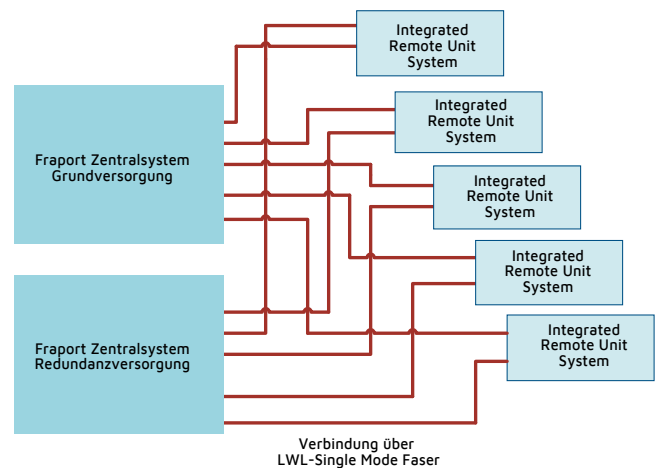 Integrated
Remote Unit
System
Integrated
Remote Unit
System
Fraport Zentralsystem
Grundversorgung
Integrated
Remote Unit
System
Integrated
Remote Unit
System
Fraport Zentralsystem
Redundanzversorgung
Integrated
Remote Unit
System
Verbindung über
LWL-Single Mode Faser